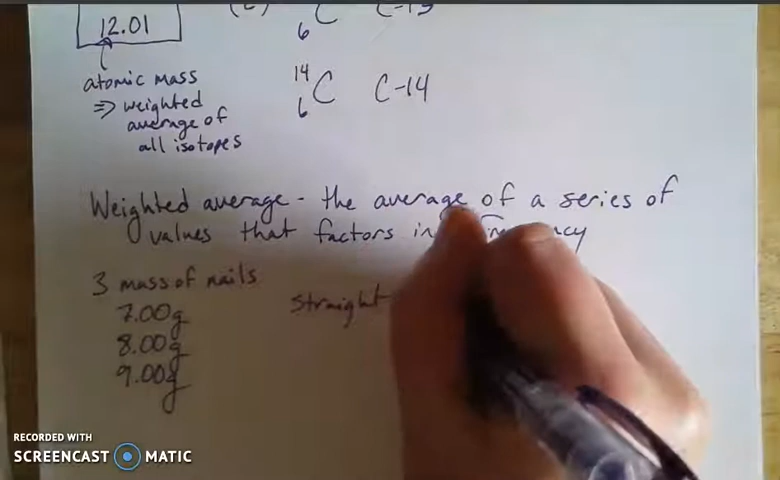 12.01
6 C
atomic mass
14
6 C C-14
⇒ weighted
average of
all isotopes
Weighted average - the average of a series of
values that factors in
3 mass of nails
7.00g
straight
8.00g
9.00g
RECORDED WITH
SCREENCAST MATIC